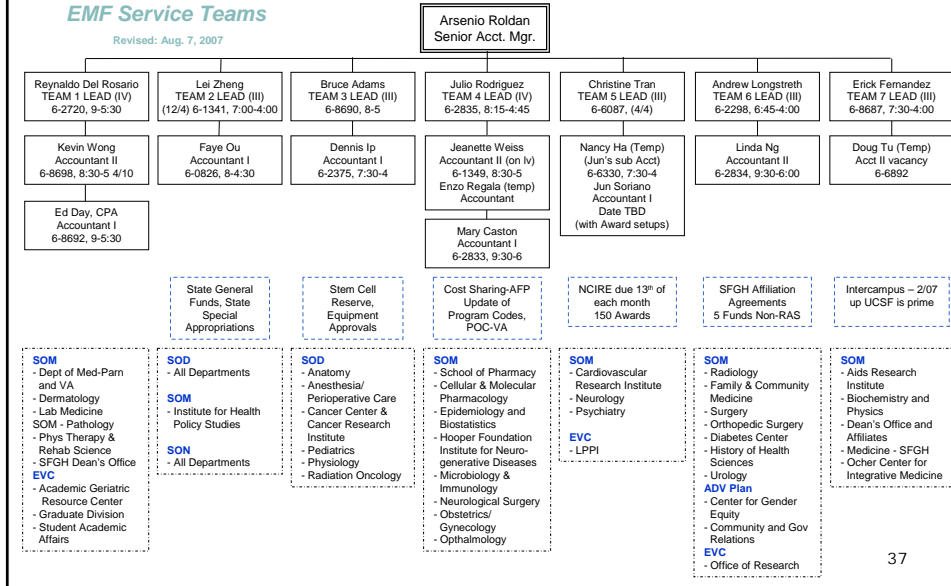 EMF Service Teams
Revised: Aug. 7, 2007
Arsenio Roldan
Senior Acct. Mgr.
Reynaldo Del Rosario
TEAM 1 LEAD (IV)
6-2720, 9-5:30
Lei Zheng
TEAM 2 LEAD (III)
(12/4) 6-1341, 7:00-4:00
Bruce Adams
TEAM 3 LEAD (III)
6-8690, 8-5
Julio Rodriguez
TEAM 4 LEAD (IV)
6-2835, 8:15-4:45
Christine Tran
TEAM 5 LEAD (III)
6-6087, (4/4)
Andrew Longstreth
TEAM 6 LEAD (III)
6-2298, 6:45-4:00
Erick Fernandez
TEAM 7 LEAD (III)
6-8687, 7:30-4:00
Kevin Wong
Accountant II
6-8698, 8:30-5 4/10
Faye Ou
Accountant I
6-0826, 8-4:30
Dennis Ip
Accountant I
6-2375, 7:30-4
Jeanette Weiss
Accountant II (on lv)
6-1349, 8:30-5
Enzo Regala (temp)
Accountant
Nancy Ha (Temp)
(Jun's sub Acct)
6-6330, 7:30-4
Jun Soriano
Accountant I
Date TBD
(with Award setups)
Linda Ng
Accountant II
6-2834, 9:30-6:00
Doug Tu (Temp)
Acct II vacancy
6-6892
Ed Day, CPA
Accountant I
6-8692, 9-5:30
Mary Caston
Accountant I
6-2833, 9:30-6
State General
Funds, State
Special
Appropriations
Stem Cell
Reserve,
Equipment
Approvals
Cost Sharing-AFP
Update of
Program Codes,
POC-VA
NCIRE due 13th of
each month
150 Awards
SFGH Affiliation
Agreements
5 Funds Non-RAS
Intercampus – 2/07
up UCSF is prime
SOM
- Dept of Med-Parn
and VA
- Dermatology
- Lab Medicine
SOM - Pathology
- Phys Therapy &
Rehab Science
- SFGH Dean's Office
EVC
- Academic Geriatric
Resource Center
- Graduate Division
- Student Academic
Affairs
SOD
- All Departments
SOM
- Institute for Health
Policy Studies
SON
- All Departments
SOD
- Anatomy
- Anesthesia/
Perioperative Care
- Cancer Center &
Cancer Research
Institute
- Pediatrics
- Physiology
- Radiation Oncology
SOM
- School of Pharmacy
- Cellular & Molecular
Pharmacology
- Epidemiology and
Biostatistics
- Hooper Foundation
Institute for Neuro-
generative Diseases
- Microbiology &
Immunology
- Neurological Surgery
- Obstetrics/
Gynecology
- Opthalmology
SOM
- Cardiovascular
Research Institute
- Neurology
- Psychiatry
EVC
- LPPI
SOM
- Radiology
- Family & Community
Medicine
- Surgery
- Orthopedic Surgery
- Diabetes Center
- History of Health
Sciences
- Urology
ADV Plan
- Center for Gender
Equity
- Community and Gov
Relations
EVC
- Office of Research
SOM
- Aids Research
Institute
- Biochemistry and
Physics
- Dean's Office and
Affiliates
- Medicine - SFGH
- Ocher Center for
Integrative Medicine
37